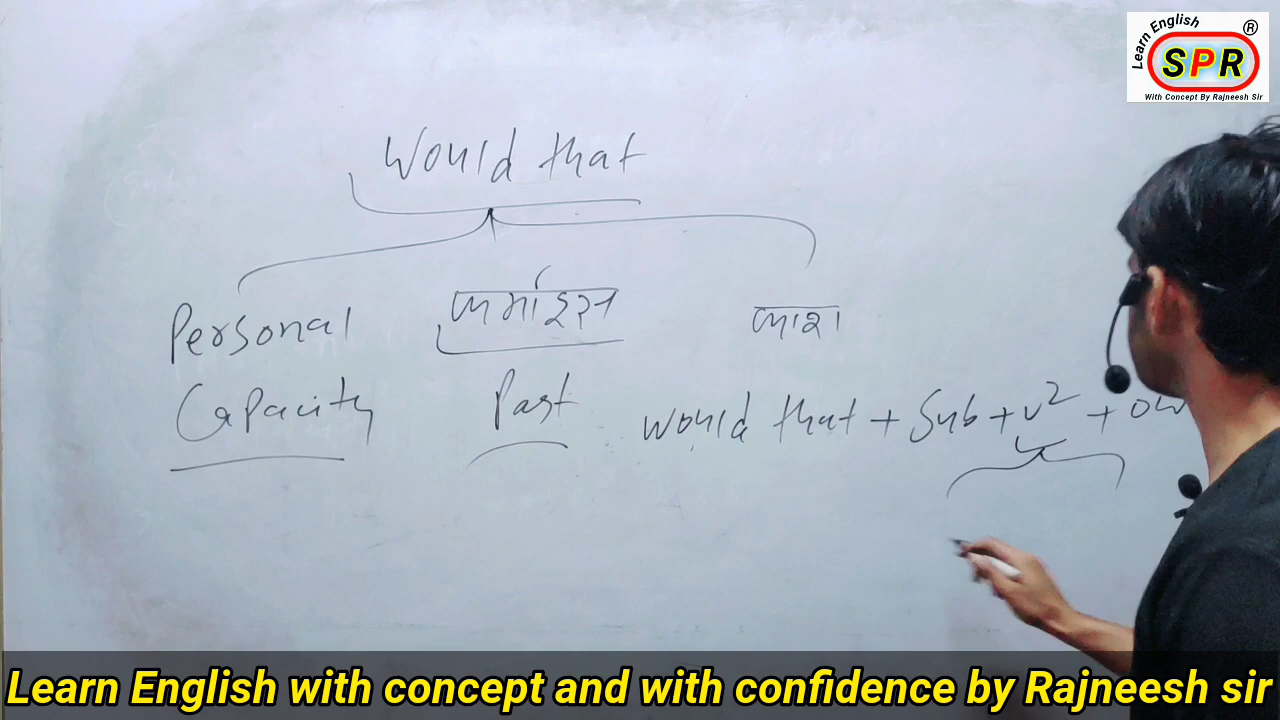 Learn English
®
SPR
With Concept By Rajneesh Sir
Would that
Personal
Capacity
Past
काश
would that + Sub + v²  +
Learn English with concept and with confidence by Rajneesh sir